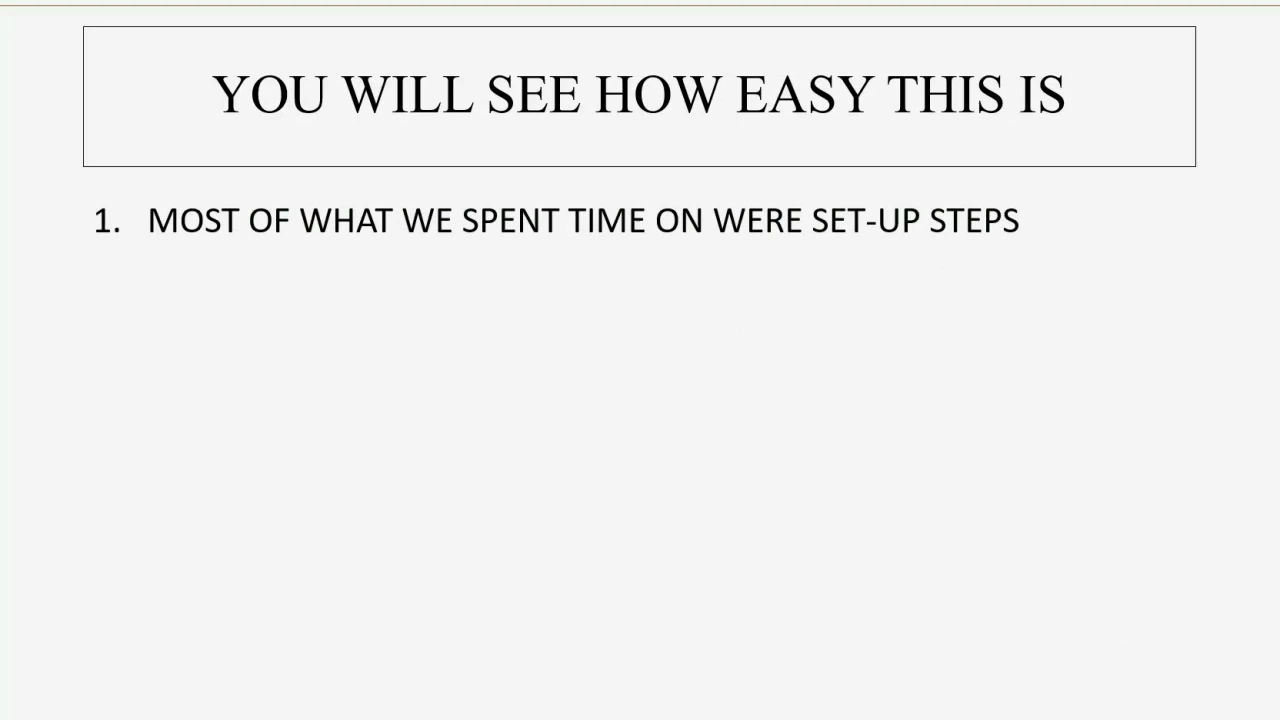 YOU WILL SEE HOW EASY THIS IS
1. MOST OF WHAT WE SPENT TIME ON WERE SET-UP STEPS